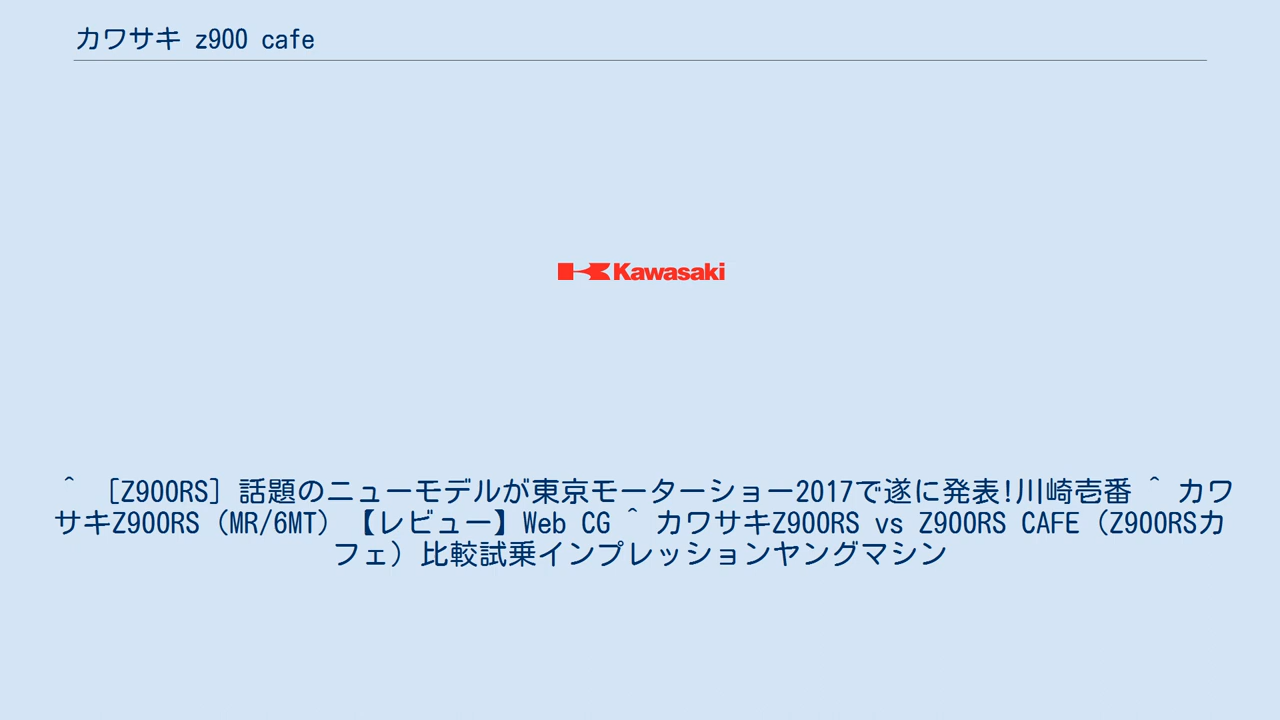 カワサキ z900 cafe
Kawasaki
^ ［Z900RS］話題のニューモデルが東京モーターショー2017で遂に発表!川崎壱番 ^ カワ
サキZ900RS（MR/6MT）【レビュー】Web CG ^ カワサキZ900RS vs Z900RS CAFE（Z900RSカ
フェ）比較試乗インプレッションヤングマシン